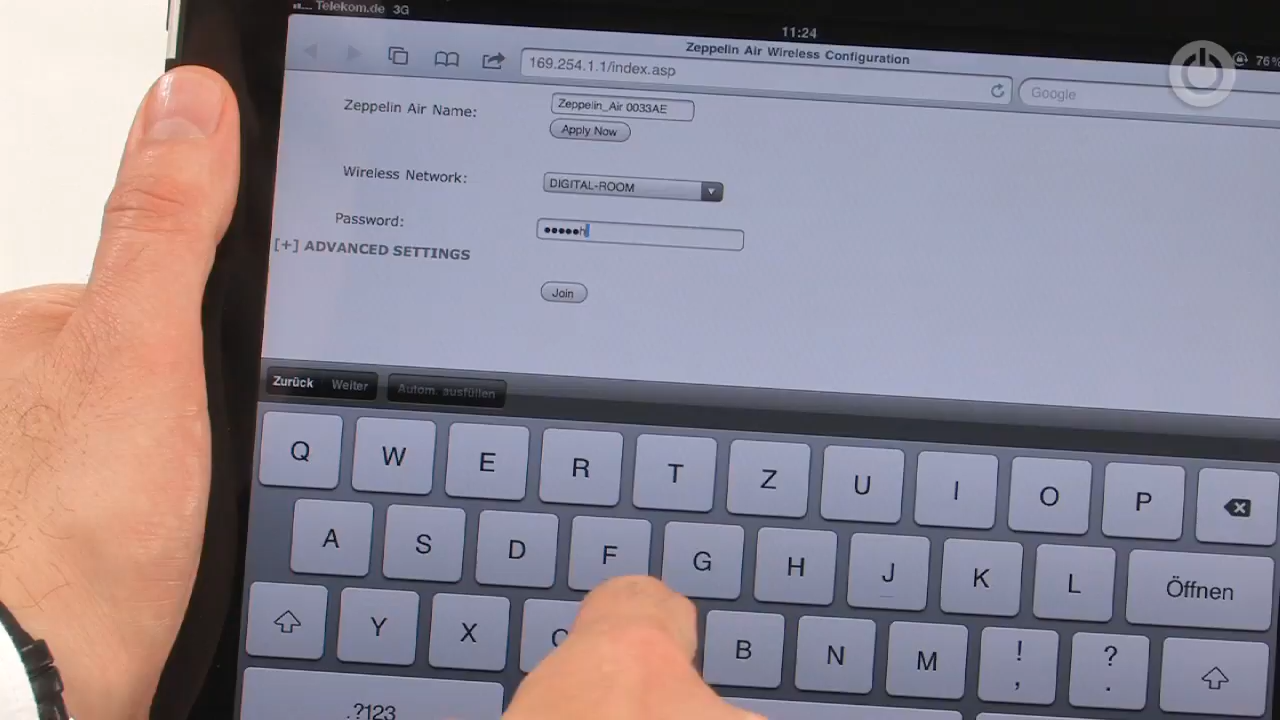 Telekom.de 3G
11:24
76%
Zeppelin Air Wireless Configuration
169.254.1.1/index.asp
Google
Zeppelin Air Name:
Zeppelin_Air 0033AE
Apply Now
Wireless Network:
DIGITAL-ROOM
Password:
•••••h
[+] ADVANCED SETTINGS
Join
Zurück Weiter Autom. ausfüllen
Q W E R T Z U I O P
A S D F G H J K L Öffnen
Y X C B N M ! , ? .
.?123